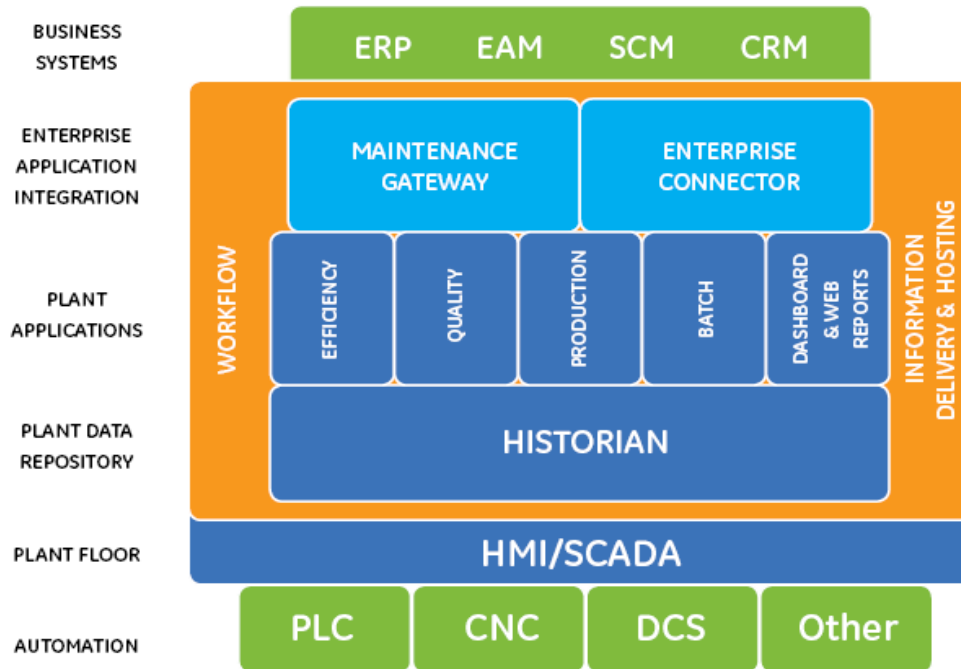 BUSINESS
SYSTEMS
ERP EAM SCM CRM
ENTERPRISE
APPLICATION
INTEGRATION
MAINTENANCE
GATEWAY
ENTERPRISE
CONNECTOR
WORKFLOW
INFORMATION
DELIVERY & HOSTING
PLANT
APPLICATIONS
EFFICIENCY
QUALITY
PRODUCTION
BATCH
DASHBOARD
& WEB
REPORTS
PLANT DATA
REPOSITORY
HISTORIAN
PLANT FLOOR
HMI/SCADA
AUTOMATION
PLC
CNC
DCS
Other